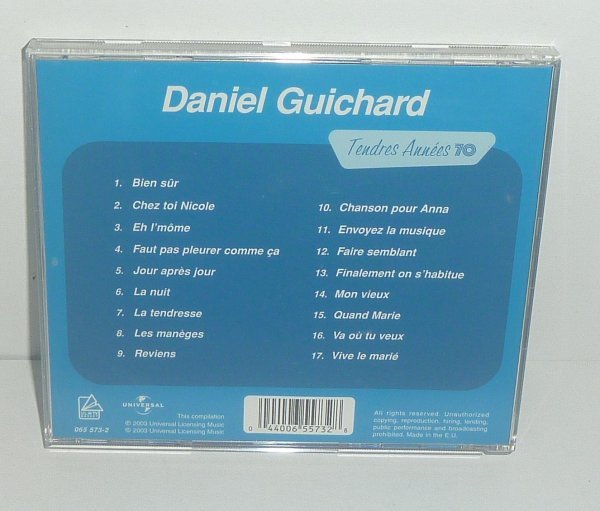 Daniel Guichard
Tendres Années 70
1. Bien sûr
2. Chez toi Nicole
3. Eh l'môme
4. Faut pas pleurer comme ça
5. Jour après jour
6. La nuit
7. La tendresse
8. Les manèges
9. Reviens
10. Chanson pour Anna
11. Envoyez la musique
12. Faire semblant
13. Finalement on s'habitue
14. Mon vieux
15. Quand Marie
16. Va où tu veux
17. Vive le marié
065 573-2
UNIVERSAL
This compilation
℗ 2003 Universal Licensing Music
© 2003 Universal Licensing Music
0 44006 55732 6
All rights reserved. Unauthorized
copying, reproduction, hiring, lending,
public performance and broadcasting
prohibited. Made in the E.U.